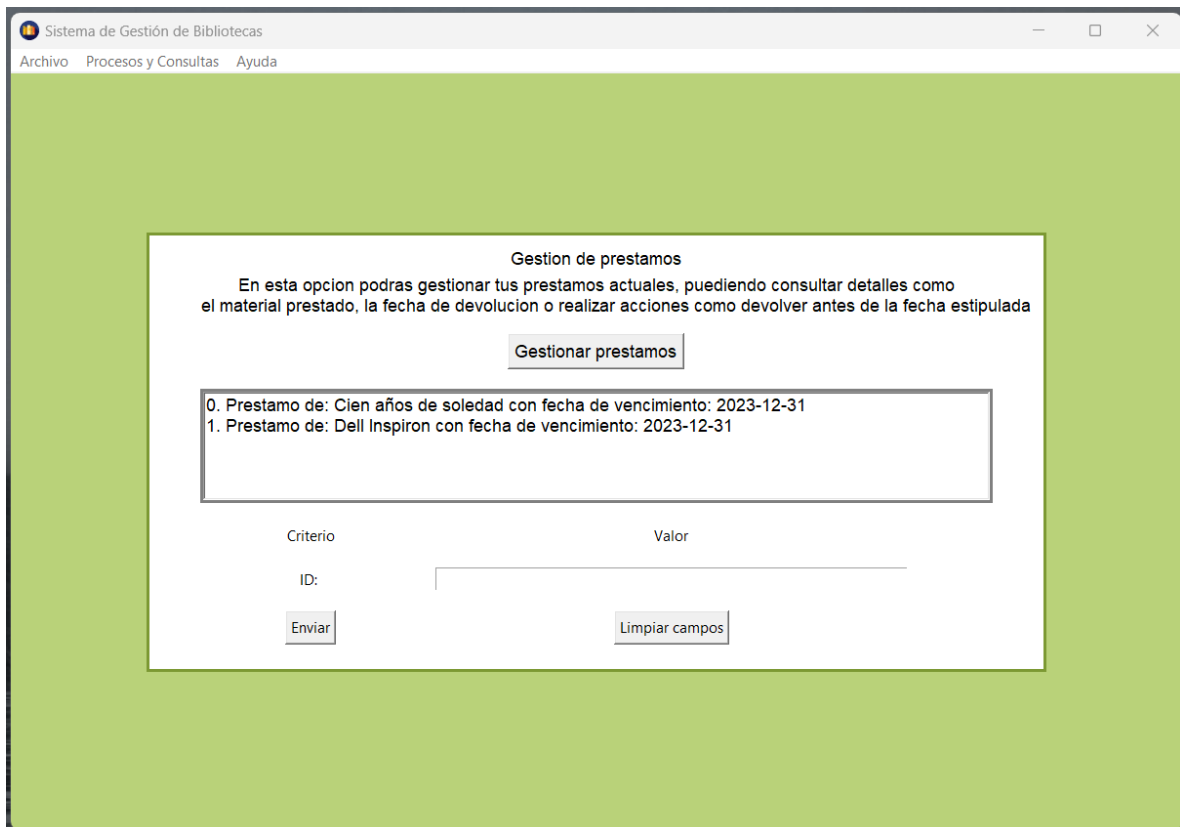 Sistema de Gestión de Bibliotecas
Archivo Procesos y Consultas Ayuda
Gestion de prestamos
En esta opcion podras gestionar tus prestamos actuales, puediendo consultar detalles como
el material prestado, la fecha de devolucion o realizar acciones como devolver antes de la fecha estipulada
Gestionar prestamos
0. Prestamo de: Cien años de soledad con fecha de vencimiento: 2023-12-31
1. Prestamo de: Dell Inspiron con fecha de vencimiento: 2023-12-31
Criterio Valor
ID:
Enviar Limpiar campos